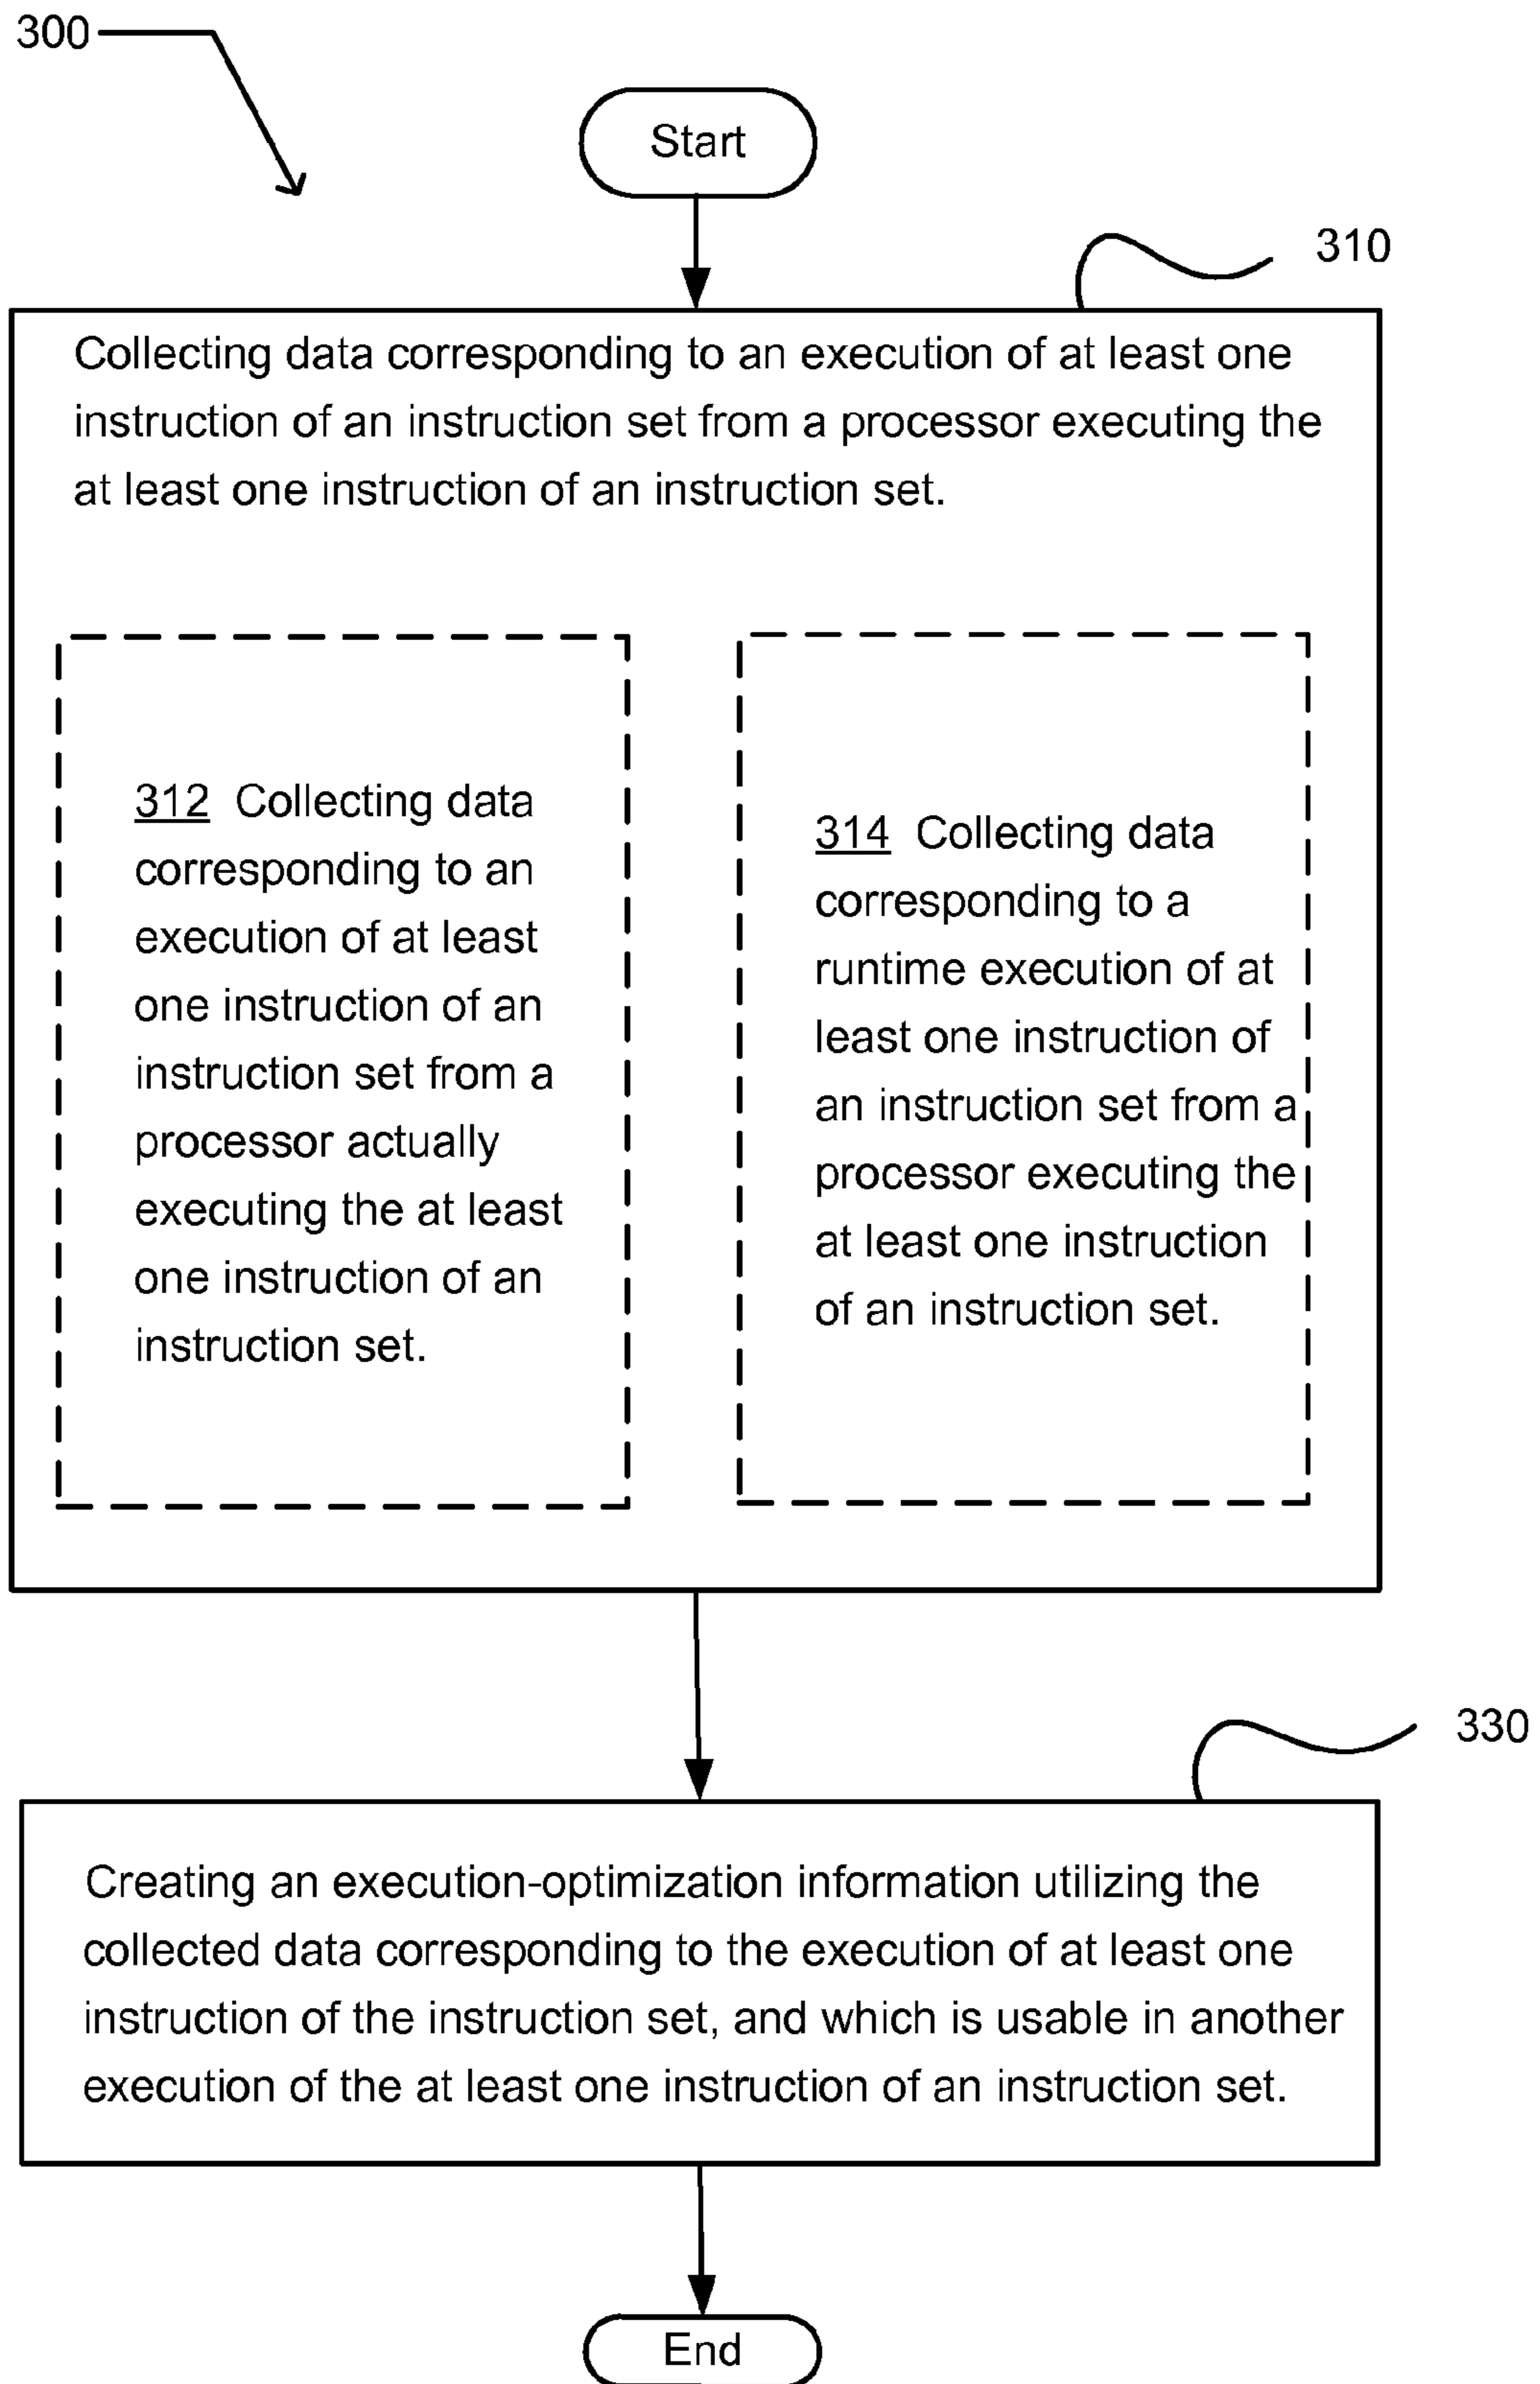 300
Start
310
Collecting data corresponding to an execution of at least one
instruction of an instruction set from a processor executing the
at least one instruction of an instruction set.
312 Collecting data
corresponding to an
execution of at least
one instruction of an
instruction set from a
processor actually
executing the at least
one instruction of an
instruction set.
314 Collecting data
corresponding to a
runtime execution of at
least one instruction of
an instruction set from a
processor executing the
at least one instruction
of an instruction set.
330
Creating an execution-optimization information utilizing the
collected data corresponding to the execution of at least one
instruction of the instruction set, and which is usable in another
execution of the at least one instruction of an instruction set.
End